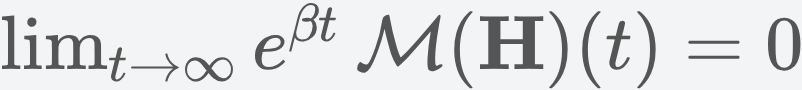 lim_{t→∞} e^{βt} ℳ(𝐇)(t) = 0